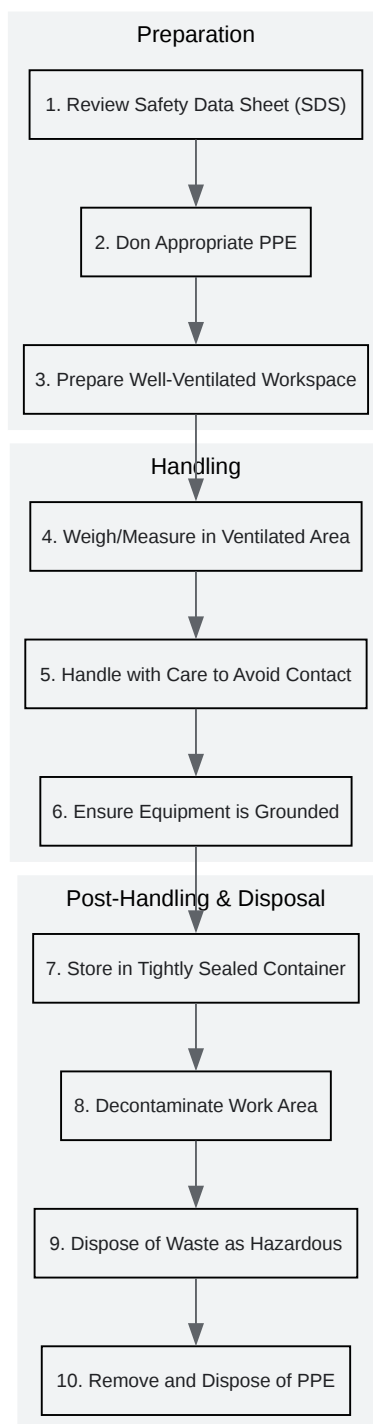 Preparation
1. Review Safety Data Sheet (SDS)
2. Don Appropriate PPE
3. Prepare Well-Ventilated Workspace
Handling
4. Weigh/Measure in Ventilated Area
5. Handle with Care to Avoid Contact
6. Ensure Equipment is Grounded
Post-Handling & Disposal
7. Store in Tightly Sealed Container
8. Decontaminate Work Area
9. Dispose of Waste as Hazardous
10. Remove and Dispose of PPE